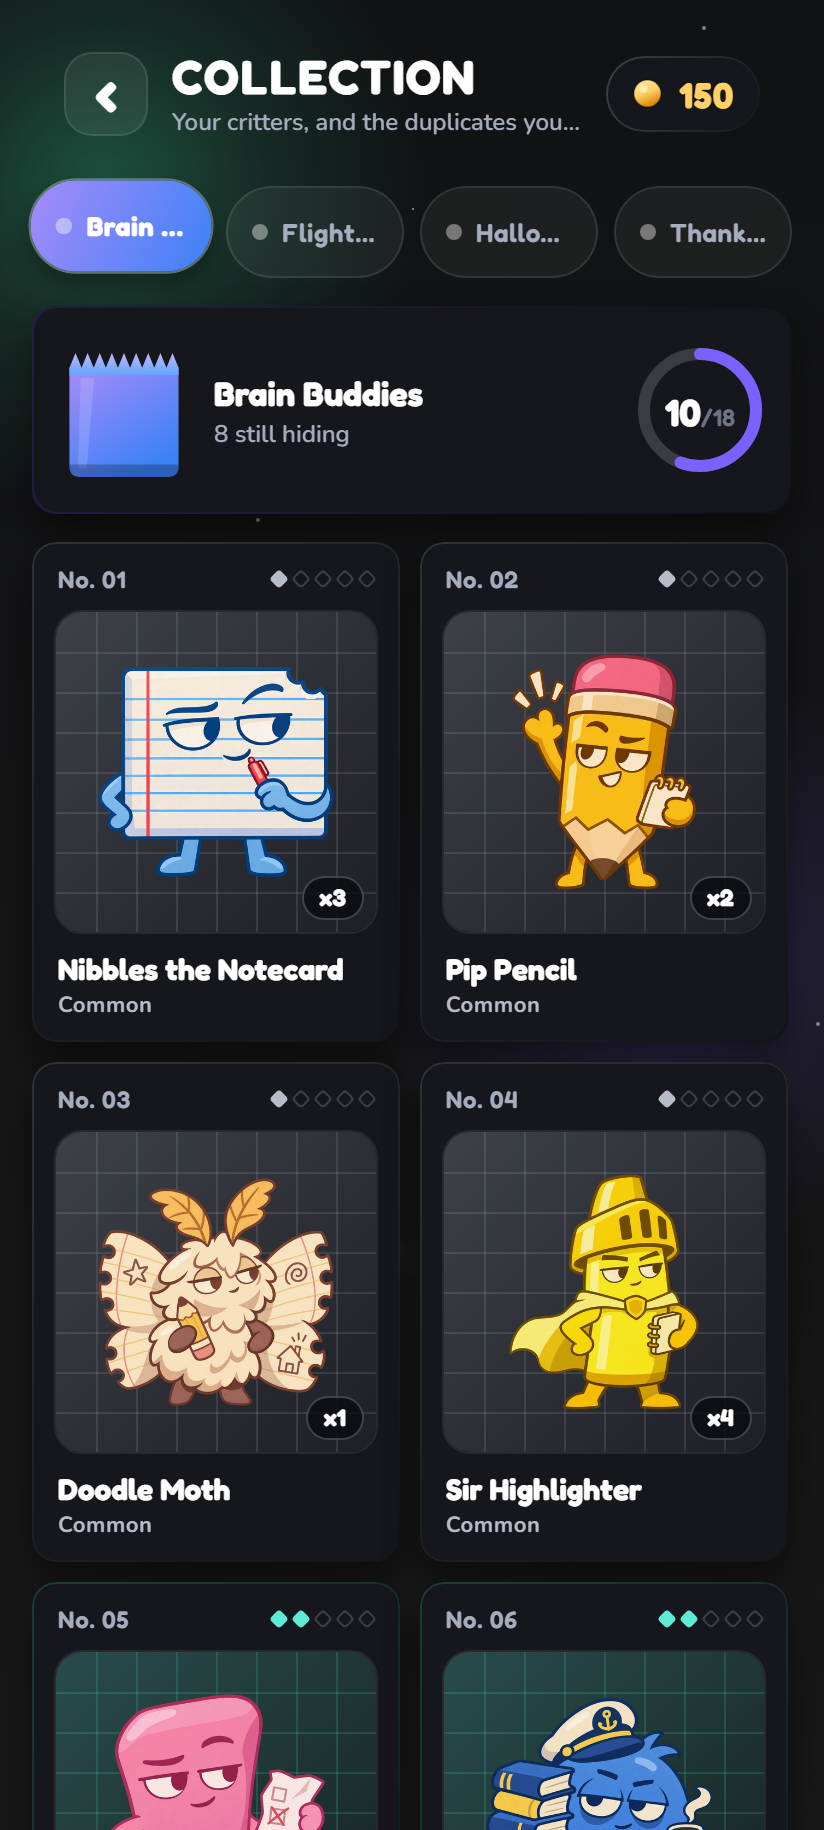 COLLECTION
Your critters, and the duplicates you...
150
Brain ...
Flight...
Hallo...
Thank...
Brain Buddies
8 still hiding
10/18
No. 01
x3
Nibbles the Notecard
Common
No. 02
x2
Pip Pencil
Common
No. 03
x1
Doodle Moth
Common
No. 04
x4
Sir Highlighter
Common
No. 05
No. 06